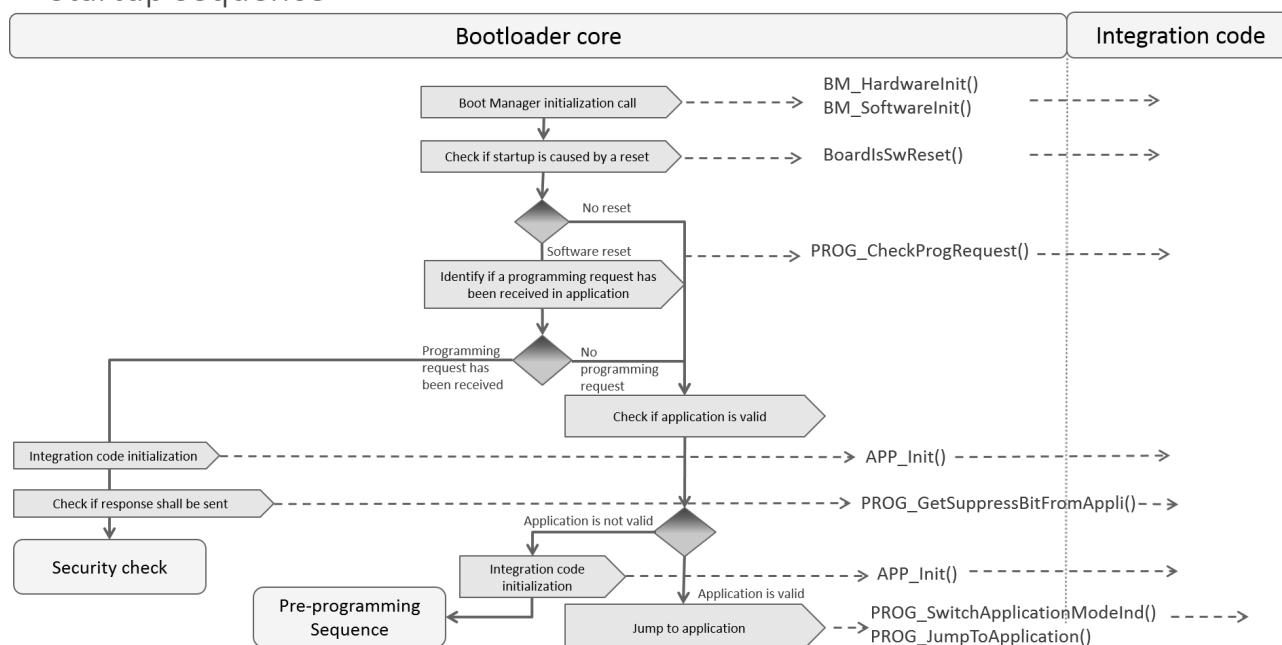 Startup sequence
Bootloader core
Integration code
Boot Manager initialization call
BM_HardwareInit()
BM_SoftwareInit()
Check if startup is caused by a reset
BoardIsSwReset()
No reset
Software reset
PROG_CheckProgRequest()
Identify if a programming request has
been received in application
Programming
request has
been received
No
programming
request
Check if application is valid
Integration code initialization
APP_Init()
Check if response shall be sent
PROG_GetSuppressBitFromAppli()
Application is not valid
Security check
Integration code
initialization
APP_Init()
Application is valid
Pre-programming
Sequence
Jump to application
PROG_SwitchApplicationModeInd()
PROG_JumpToApplication()